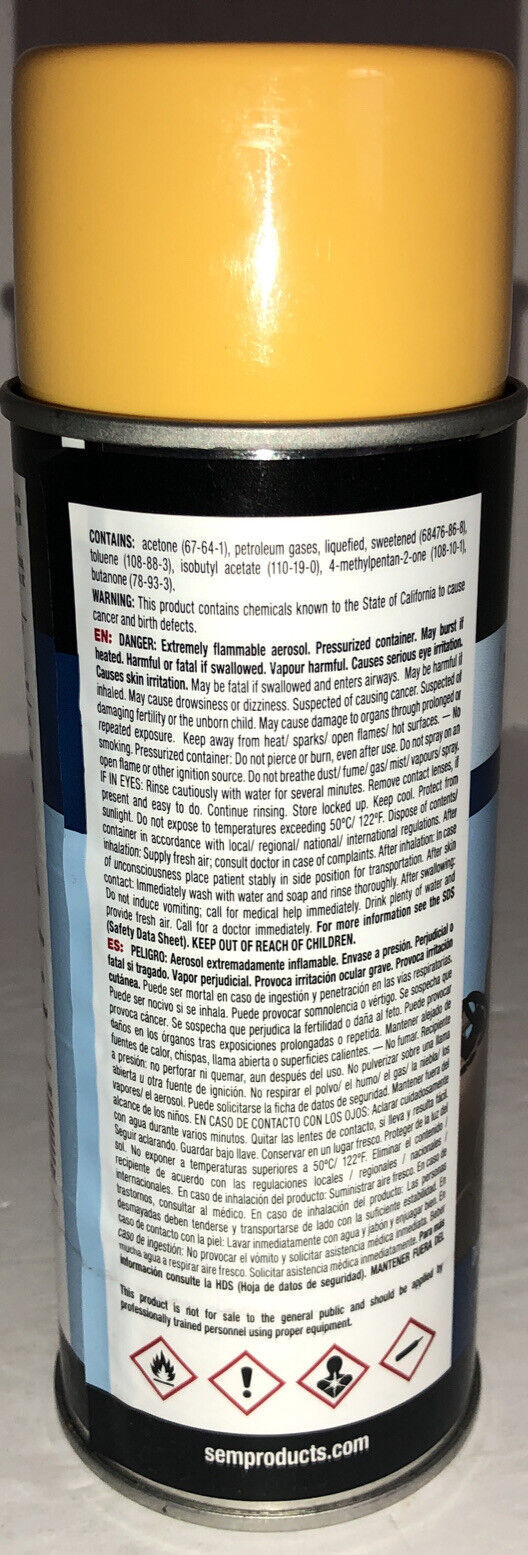 CONTAINS: acetone (67-64-1), petroleum gases, liquefied, sweetened (68476-86-8),
toluene (108-88-3), isobutyl acetate (110-19-0), 4-methylpentan-2-one (108-10-1),
butanone (78-93-3).
WARNING: This product contains chemicals known to the State of California to cause
cancer and birth defects.
EN: DANGER: Extremely flammable aerosol. Pressurized container. May burst if
heated. Harmful or fatal if swallowed. Vapour harmful. Causes serious eye irritation.
Causes skin irritation. May be fatal if swallowed and enters airways. May be harmful if
inhaled. May cause drowsiness or dizziness. Suspected of causing cancer. Suspected of
damaging fertility or the unborn child. May cause damage to organs through prolonged or
repeated exposure. Keep away from heat/ sparks/ open flames/ hot surfaces. — No
smoking. Pressurized container: Do not pierce or burn, even after use. Do not spray on an
open flame or other ignition source. Do not breathe dust/ fume/ gas/ mist/ vapours/ spray.
IF IN EYES: Rinse cautiously with water for several minutes. Remove contact lenses, if
present and easy to do. Continue rinsing. Store locked up. Keep cool. Protect from
sunlight. Do not expose to temperatures exceeding 50°C/ 122°F. Dispose of contents/
container in accordance with local/ regional/ national/ international regulations. After
inhalation: Supply fresh air; consult doctor in case of complaints. After inhalation: In case
of unconsciousness place patient stably in side position for transportation. After skin
contact: Immediately wash with water and soap and rinse thoroughly. After swallowing:
Do not induce vomiting; call for medical help immediately. Drink plenty of water and
provide fresh air. Call for a doctor immediately. For more information see the SDS
(Safety Data Sheet). KEEP OUT OF REACH OF CHILDREN.
ES: PELIGRO: Aerosol extremadamente inflamable. Envase a presión. Perjudicial o
fatal si tragado. Vapor perjudicial. Provoca irritación ocular grave. Provoca irritación
cutánea. Puede ser mortal en caso de ingestión y penetración en las vías respiratorias.
Puede ser nocivo si se inhala. Puede provocar somnolencia o vértigo. Se sospecha que
provoca cáncer. Se sospecha que perjudica la fertilidad o daña al feto. Puede provocar
daños en los órganos tras exposiciones prolongadas o repetida. Mantener alejado de
fuentes de calor, chispas, llama abierta o superficies calientes. — No fumar. Recipiente
a presión: no perforar ni quemar, aun después del uso. No pulverizar sobre una llama
abierta u otra fuente de ignición. No respirar el polvo/ el humo/ el gas/ la niebla/ los
vapores/ el aerosol. Puede solicitarse la ficha de datos de seguridad. Mantener fuera del
alcance de los niños. EN CASO DE CONTACTO CON LOS OJOS: Aclarar cuidadosamente
con agua durante varios minutos. Quitar las lentes de contacto, si lleva y resulta fácil.
Seguir aclarando. Guardar bajo llave. Conservar en un lugar fresco. Proteger de la luz del
sol. No exponer a temperaturas superiores a 50°C/ 122°F. Eliminar el contenido /
recipiente de acuerdo con las regulaciones locales / regionales / nacionales /
internacionales. En caso de inhalación del producto: Suministrar aire fresco. En caso de
trastornos, consultar al médico. En caso de inhalación del producto: Las personas
desmayadas deben tenderse y transportarse de lado con la suficiente estabilidad. En
caso de contacto con la piel: Lavar inmediatamente con agua y jabón y enjuagar bien. En
caso de ingestión: No provocar el vómito y solicitar asistencia médica inmediata. Beber
mucha agua a respirar aire fresco. Solicitar asistencia médica inmediatamente. Para más
información consulte la HDS (Hoja de datos de seguridad). MANTENER FUERA DEL
This product is not for sale to the general public and should be applied by
professionally trained personnel using proper equipment.
semproducts.com